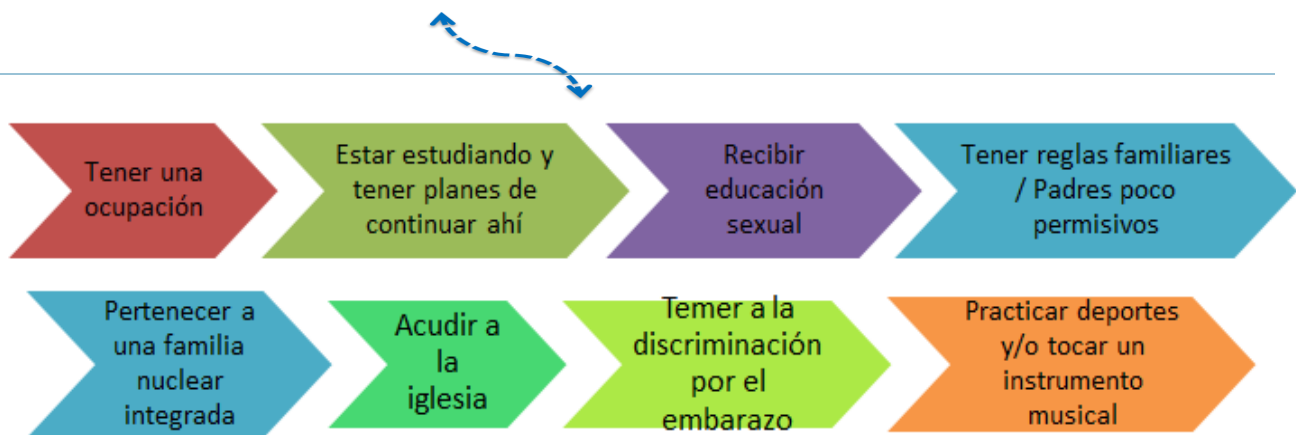 Tener una
ocupación
Estar estudiando y
tener planes de
continuar ahí
Recibir
educación
sexual
Tener reglas familiares
/ Padres poco
permisivos
Pertenecer a
una familia
nuclear
integrada
Acudir a
la
iglesia
Temer a la
discriminación
por el
embarazo
Practicar deportes
y/o tocar un
instrumento
musical